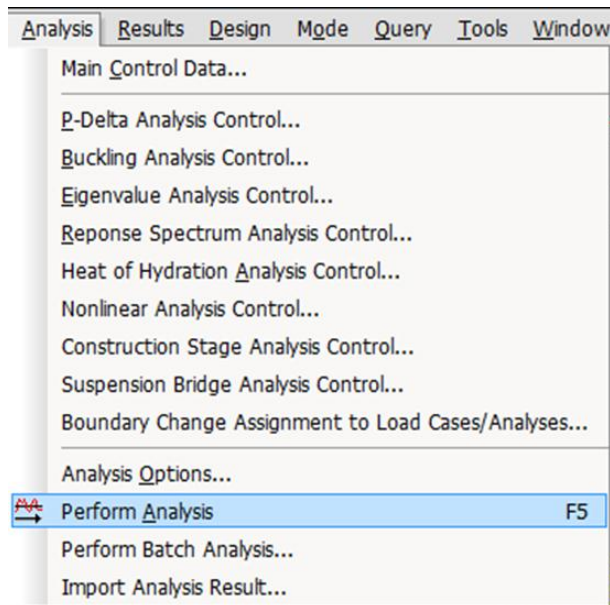 Analysis Results Design Mode Query Tools Window
Main Control Data...
P-Delta Analysis Control...
Buckling Analysis Control...
Eigenvalue Analysis Control...
Reponse Spectrum Analysis Control...
Heat of Hydration Analysis Control...
Nonlinear Analysis Control...
Construction Stage Analysis Control...
Suspension Bridge Analysis Control...
Boundary Change Assignment to Load Cases/Analyses...
Analysis Options...
Perform Analysis F5
Perform Batch Analysis...
Import Analysis Result...